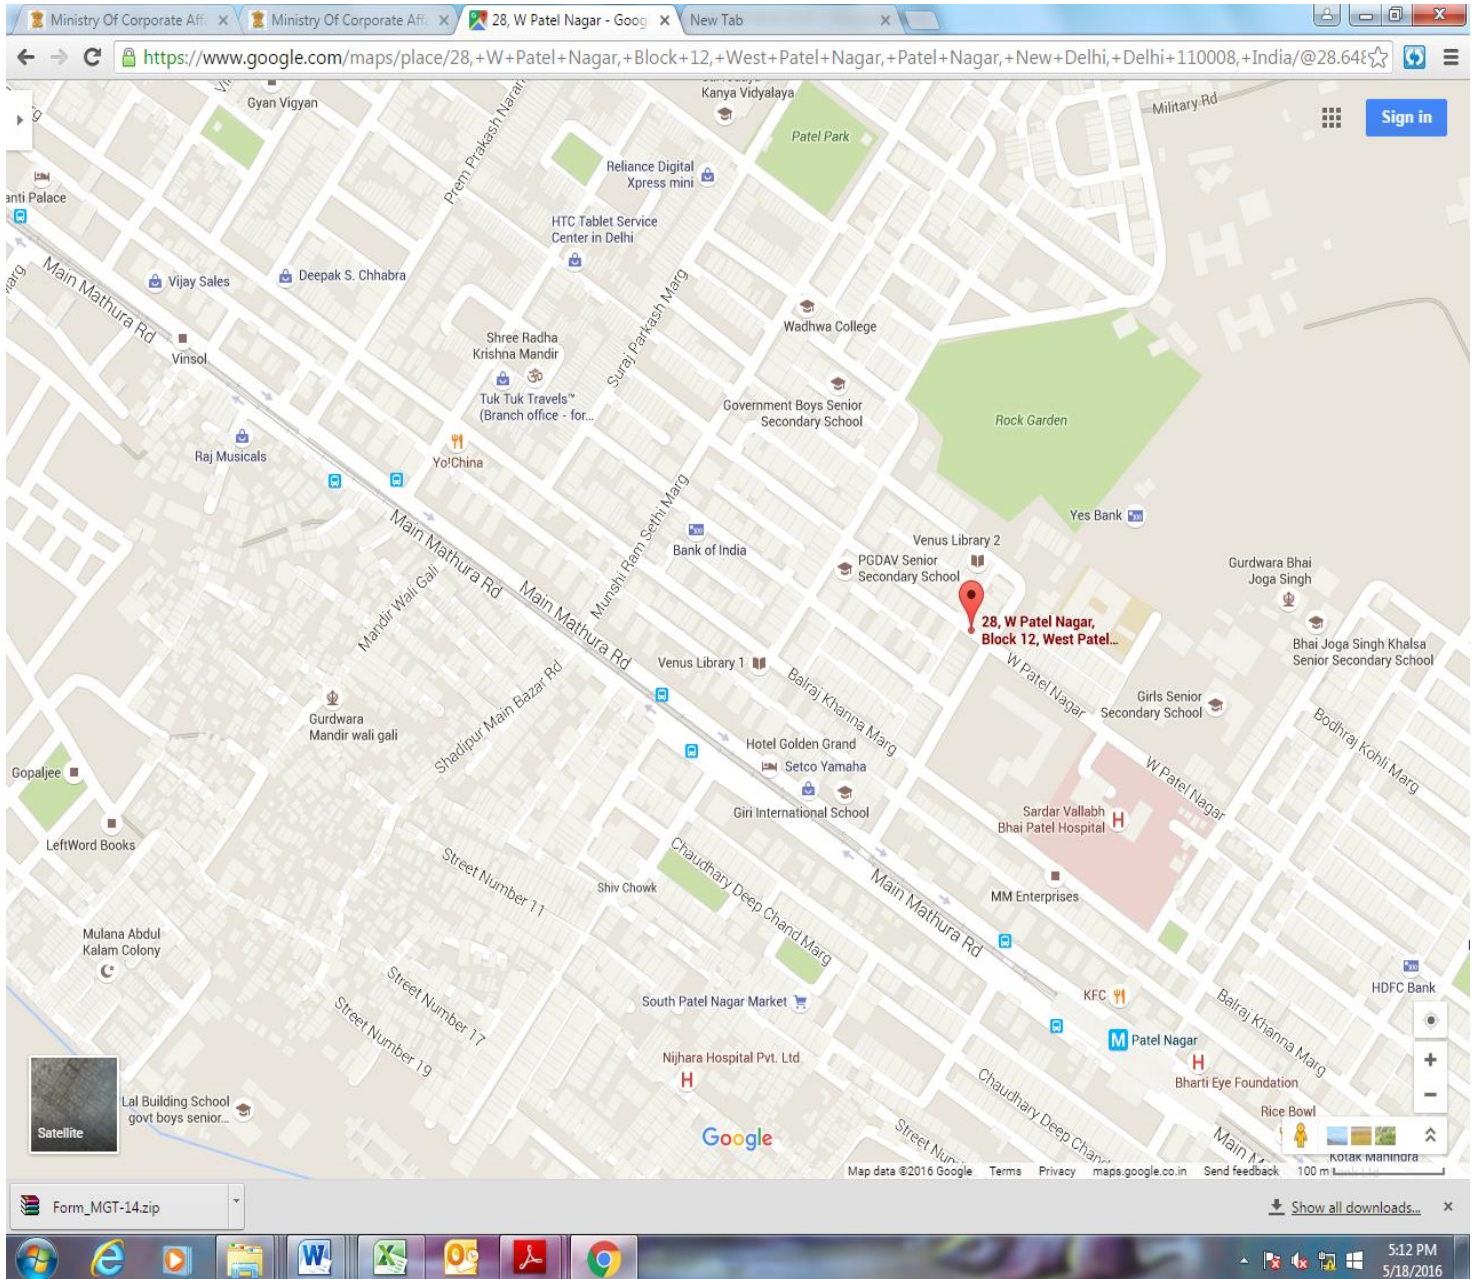 Ministry Of Corporate Aff
Ministry Of Corporate Aff
28, W Patel Nagar - Goog
New Tab
https://www.google.com/maps/place/28,+W+Patel+Nagar,+Block+12,+West+Patel+Nagar,+Patel+Nagar,+New+Delhi,+Delhi+110008,+India/@28.648
Sign in
Gyan Vigyan
Kanya Vidyalaya
Military Rd
Patel Park
Prem Prakash Naran
Reliance Digital
Xpress mini
anti Palace
HTC Tablet Service
Center in Delhi
Main Mathura Rd
Vijay Sales
Deepak S. Chhabra
Suraj Parkash Marg
Wadhwa College
Vinsol
Shree Radha
Krishna Mandir
Tuk Tuk Travels™
(Branch office - for...
Government Boys Senior
Secondary School
Rock Garden
Raj Musicals
Yo!China
Main Mathura Rd
Munshi Ram Sethi Marg
Bank of India
Yes Bank
Venus Library 2
PGDAV Senior
Secondary School
Gurdwara Bhai
Joga Singh
Mandir Wali Gali
Main Mathura Rd
28, W Patel Nagar,
Block 12, West Patel...
Bhai Joga Singh Khalsa
Senior Secondary School
Venus Library 1
Balraj Khanna Marg
W Patel Nagar
Girls Senior
Secondary School
Gurdwara
Mandir wali gali
Shadipur Main Bazar Rd
Bodhraj Kohli Marg
Hotel Golden Grand
Setco Yamaha
Giri International School
W Patel Nagar
Gopaljee
Sardar Vallabh
Bhai Patel Hospital
H
LeftWord Books
Street Number 11
Shiv Chowk
Chaudhary Deep Chand Marg
Main Mathura Rd
MM Enterprises
Mulana Abdul
Kalam Colony
Street Number 17
Street Number 19
South Patel Nagar Market
KFC
HDFC Bank
Balraj Khanna Marg
M Patel Nagar
Nijhara Hospital Pvt. Ltd
H
H
Bharti Eye Foundation
Chaudhary Deep Chan
Lal Building School
govt boys senior...
Satellite
Google
Street Num
Rice Bowl
Main M
Kotak Mahindra
Map data ©2016 Google Terms Privacy maps.google.co.in Send feedback 100 m
Form_MGT-14.zip
Show all downloads...
5:12 PM
5/18/2016